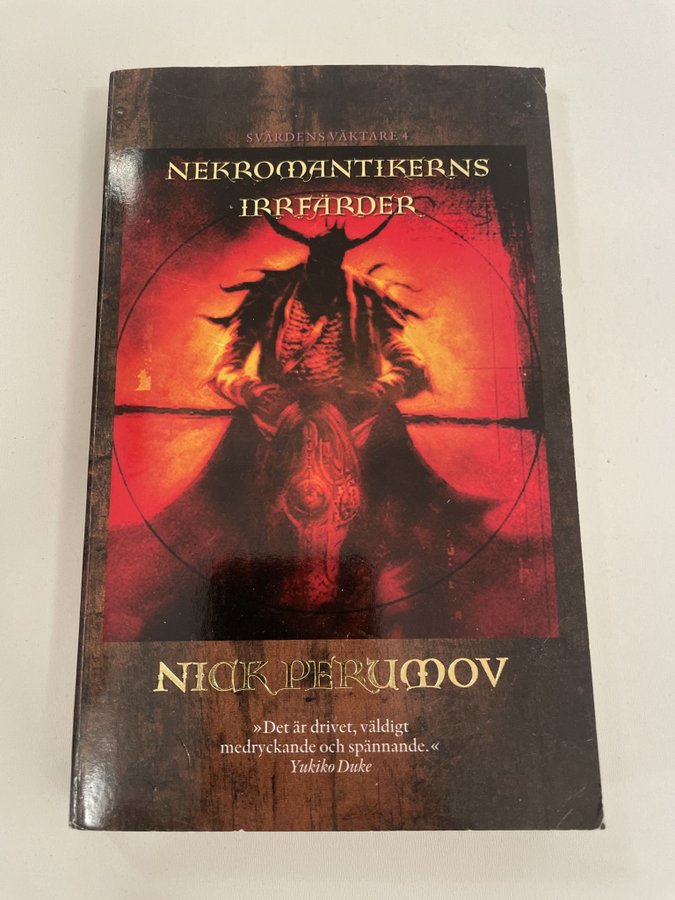 SVÄRDENS VÄKTARE 4
NEKROMANTIKERNS
IRRFÄRDER
NICK PERUMOV
»Det är drivet, väldigt
medryckande och spännande.«
Yukiko Duke